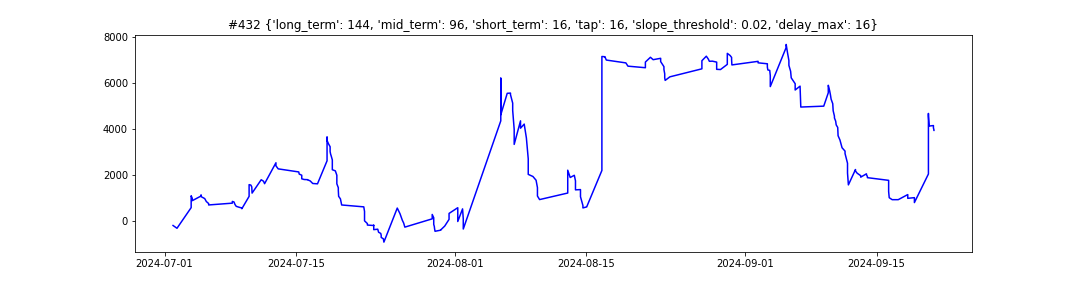 #432 {'long_term': 144, 'mid_term': 96, 'short_term': 16, 'tap': 16, 'slope_threshold': 0.02, 'delay_max': 16}
8000
6000
4000
2000
0
2024-07-01 2024-07-15 2024-08-01 2024-08-15 2024-09-01 2024-09-15